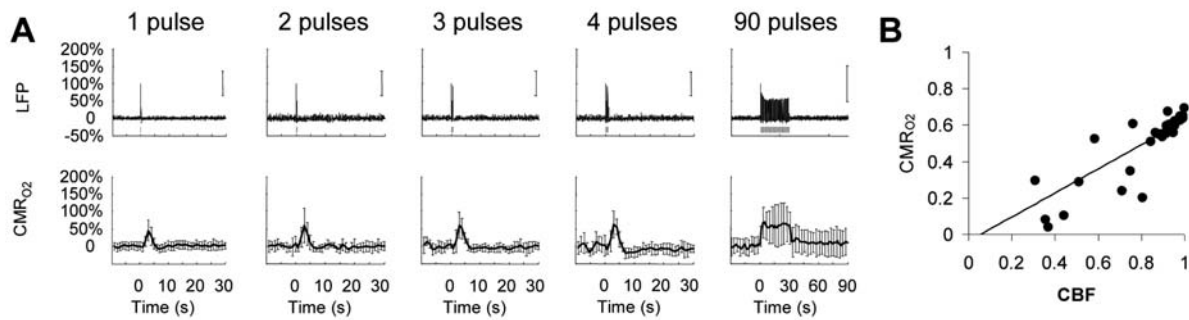 A
1 pulse
2 pulses
3 pulses
4 pulses
90 pulses
LFP
200%
150%
100%
50%
0
-50%
CMRO2
200%
150%
100%
50%
0
0 10 20 30
Time (s)
0 10 20 30
Time (s)
0 10 20 30
Time (s)
0 10 20 30
Time (s)
0 30 60 90
Time (s)
B
CMRO2
1
0.8
0.6
0.4
0.2
0
0 0.2 0.4 0.6 0.8 1
CBF